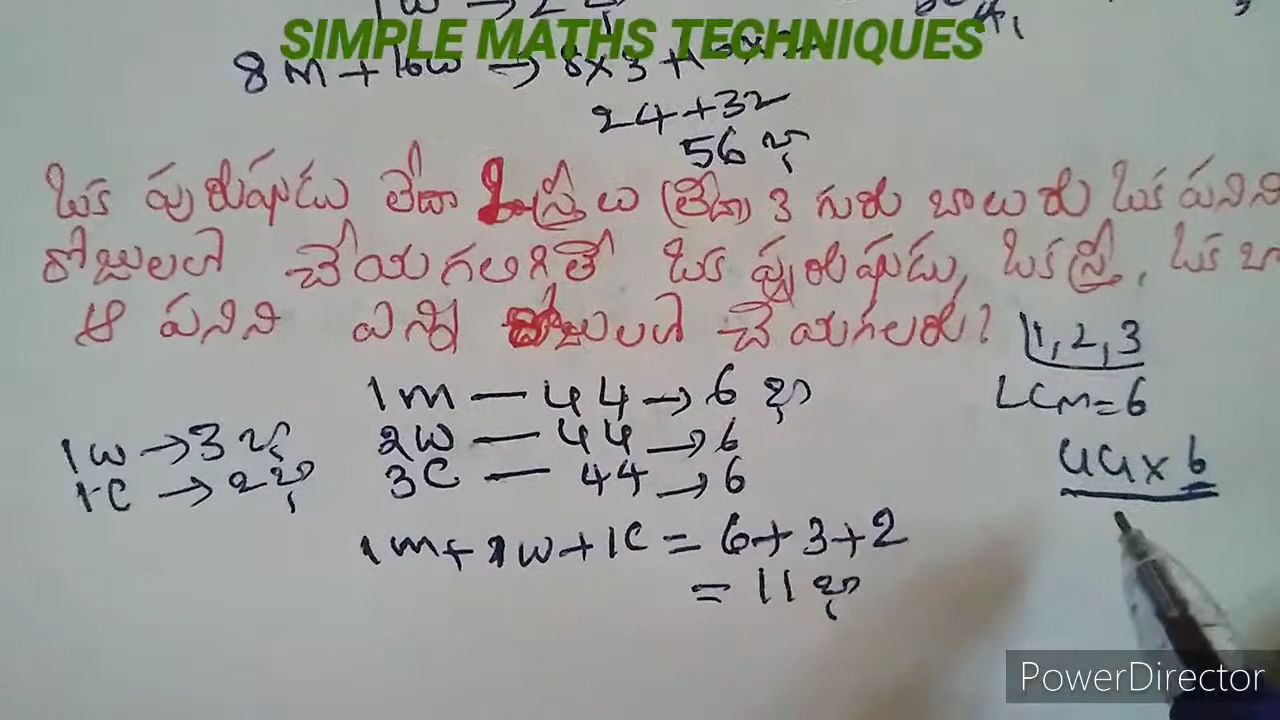 1W → 2 భా
SIMPLE MATHS TECHNIQUES
8M + 16W → 8×3 +
24+32
56 భా
ఒక పురుషుడు లేదా స్త్రీలు (లేదా) 3 గురు బాలురు ఒక పనిని
రోజులలో చేయగలిగితే ఒక పురుషుడు, ఒక స్త్రీ, ఒక బా
ఆ పనిని ఎన్ని రోజులలో చేయగలరు?
1, 2, 3
LCM = 6
44 × 6
1M — 44 → 6 భా
2W — 44 → 6
3C — 44 → 6
1W → 3 భా
1C → 2 భా
1M + 1W + 1C = 6 + 3 + 2
= 11 భా
PowerDirector